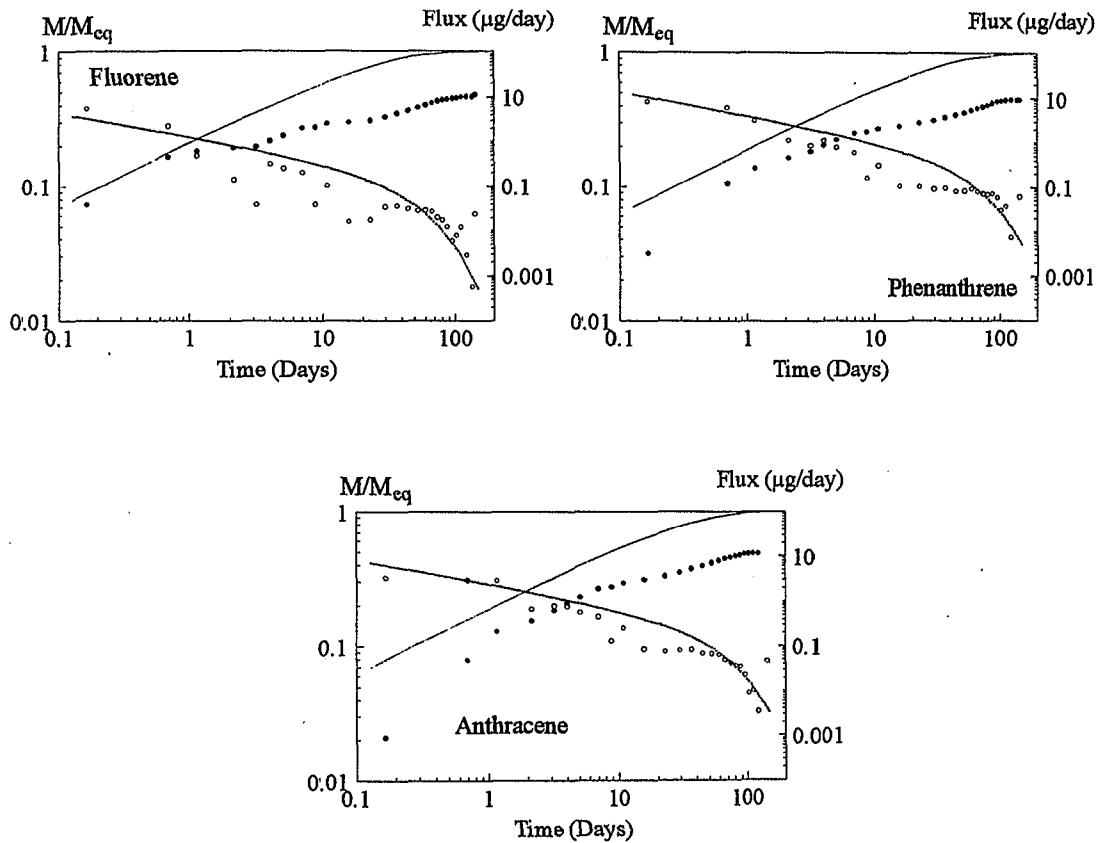 M/Meq Flux (µg/day) M/Meq Flux (µg/day)
1 1
Fluorene
10 10
0.1 0.1 0.1 0.1
0.001 0.001
Phenanthrene
0.01 0.01
0.1 1 10 100 0.1 1 10 100
Time (Days) Time (Days)
M/Meq Flux (µg/day)
1
10
0.1 0.1
Anthracene 0.001
0.01
0.1 1 10 100
Time (Days)